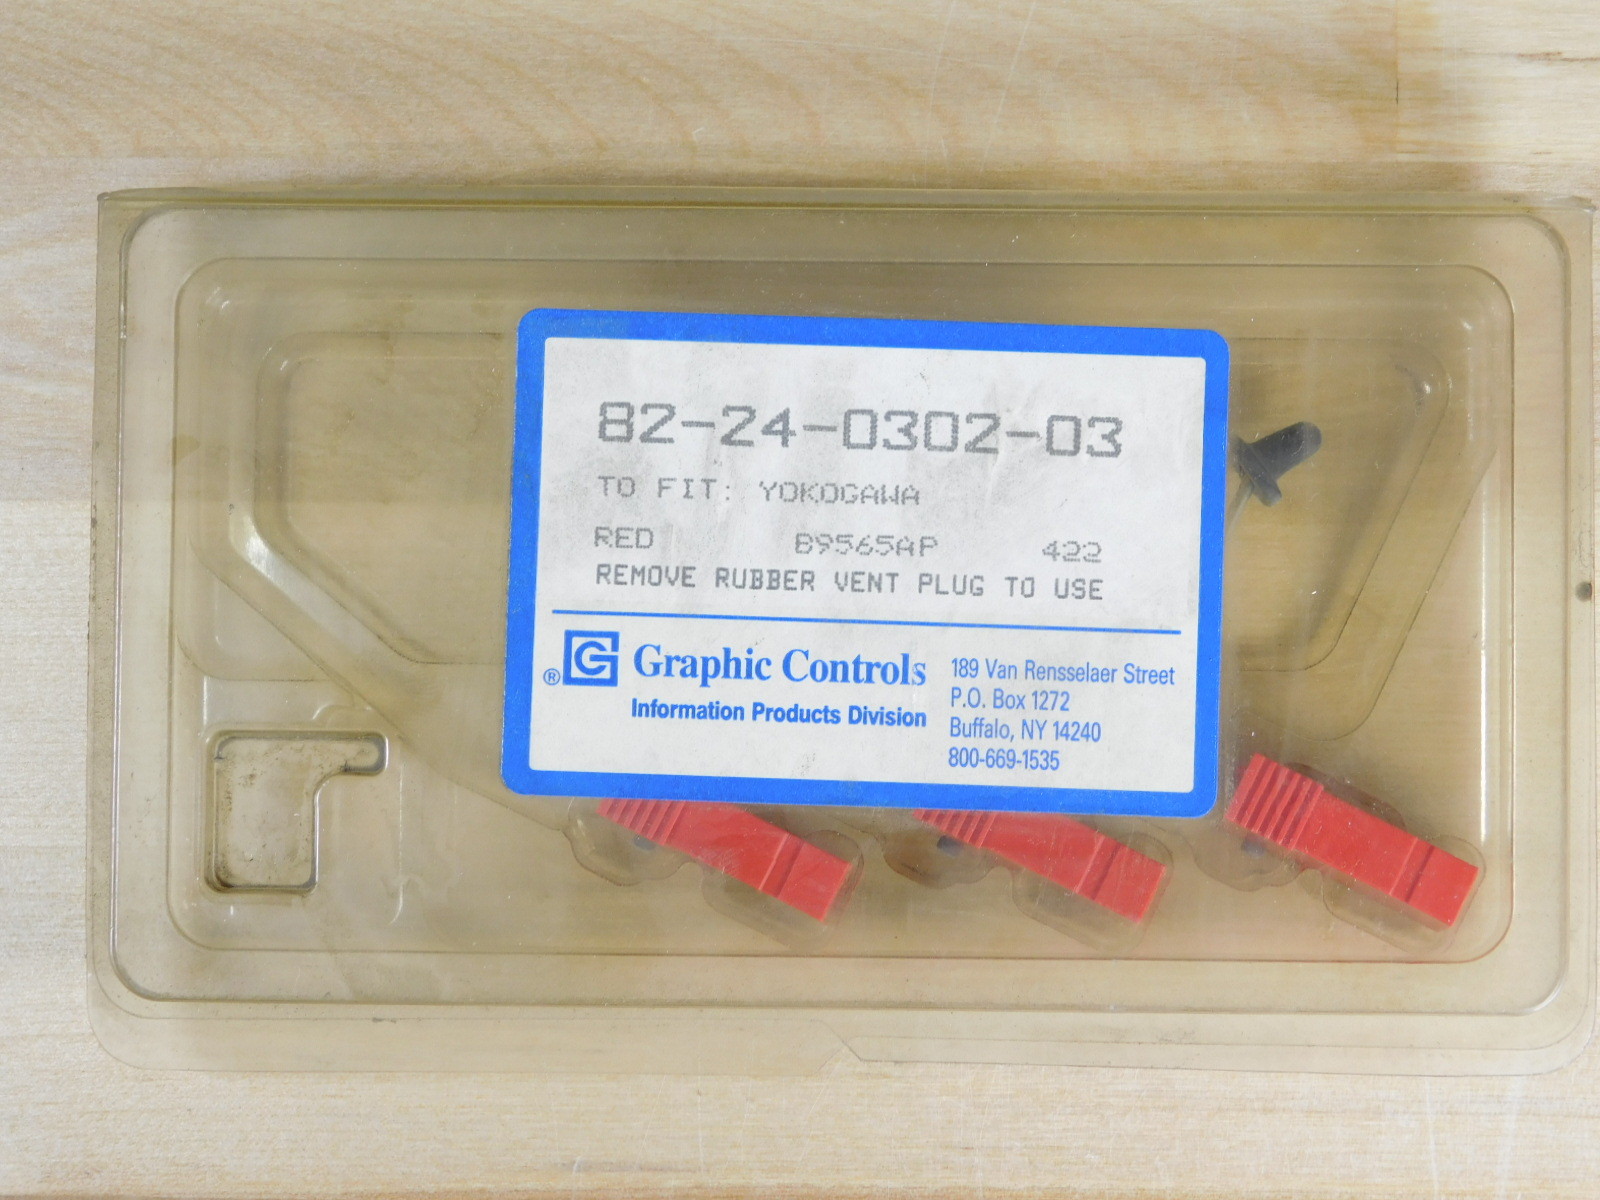 82-24-0302-03
TO FIT: YOKOGAWA
RED B9565AP 422
REMOVE RUBBER VENT PLUG TO USE
® G Graphic Controls
Information Products Division
189 Van Rensselaer Street
P.O. Box 1272
Buffalo, NY 14240
800-669-1535